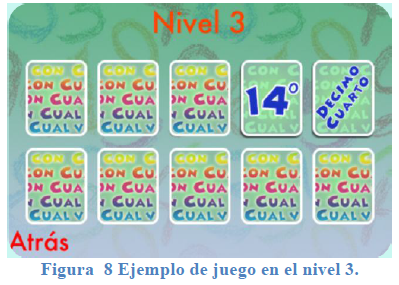 Nivel 3
14°
DECIMO
CUARTO
Atrás
Figura 8 Ejemplo de juego en el nivel 3.